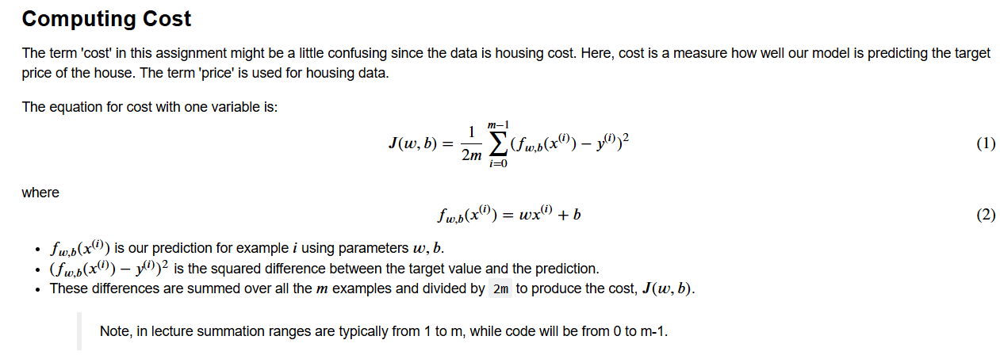 Computing Cost
The term 'cost' in this assignment might be a little confusing since the data is housing cost. Here, cost is a measure how well our model is predicting the target
price of the house. The term 'price' is used for housing data.
The equation for cost with one variable is:
J(w, b) = \frac{1}{2m} \sum_{i=0}^{m-1} (f_{w,b}(x^{(i)}) − y^{(i)})^2 (1)
where
f_{w,b}(x^{(i)}) = wx^{(i)} + b (2)
• f_{w,b}(x^{(i)}) is our prediction for example i using parameters w, b.
• (f_{w,b}(x^{(i)}) − y^{(i)})^2 is the squared difference between the target value and the prediction.
• These differences are summed over all the m examples and divided by 2m to produce the cost, J(w, b).
Note, in lecture summation ranges are typically from 1 to m, while code will be from 0 to m-1.